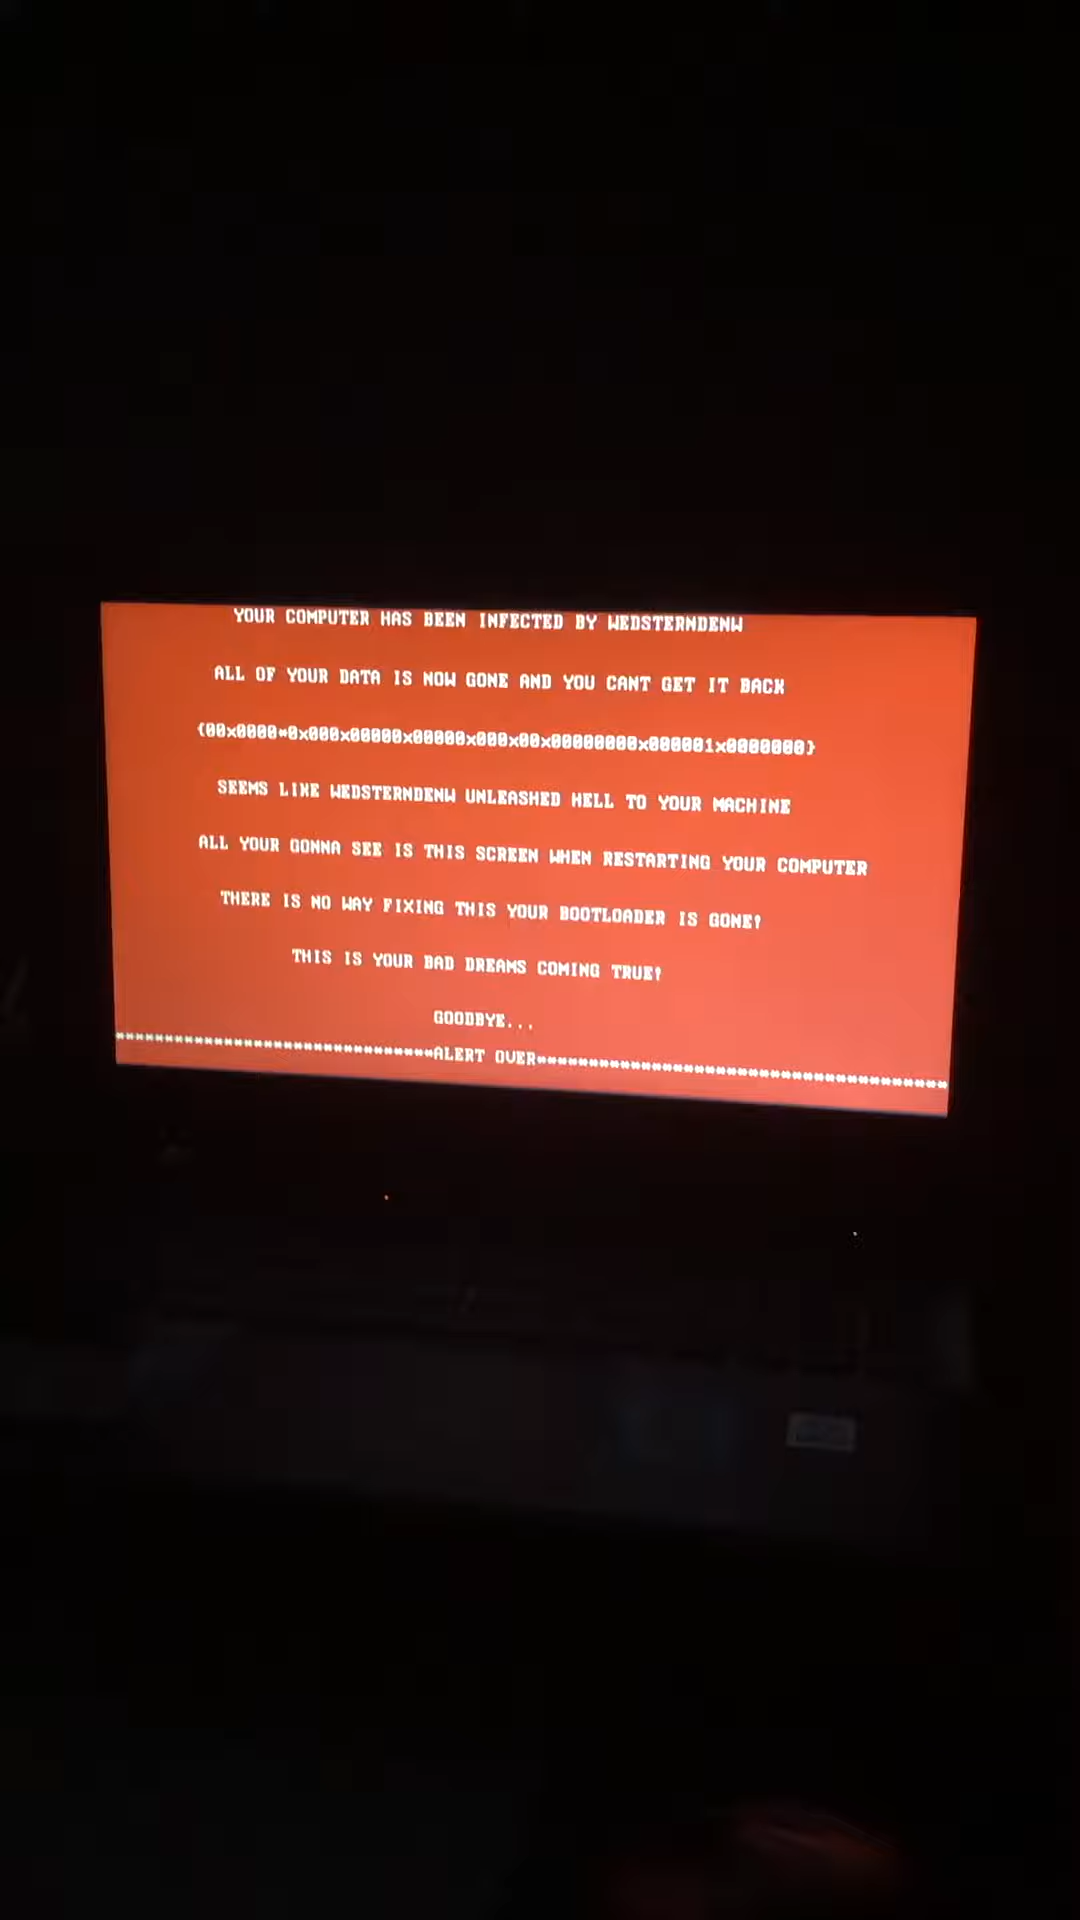 YOUR COMPUTER HAS BEEN INFECTED BY WEDSTERNDENW
ALL OF YOUR DATA IS NOW GONE AND YOU CANT GET IT BACK
{00x0000*0x000x00000x00000x000x00x00000000x000081x0000000}
SEEMS LIKE WEDSTERNDENW UNLEASHED HELL TO YOUR MACHINE
ALL YOUR GONNA SEE IS THIS SCREEN WHEN RESTARTING YOUR COMPUTER
THERE IS NO WAY FIXING THIS YOUR BOOTLOADER IS GONE!
THIS IS YOUR BAD DREAMS COMING TRUE!
GOODBYE...
*******************************ALERT OVER****************************************